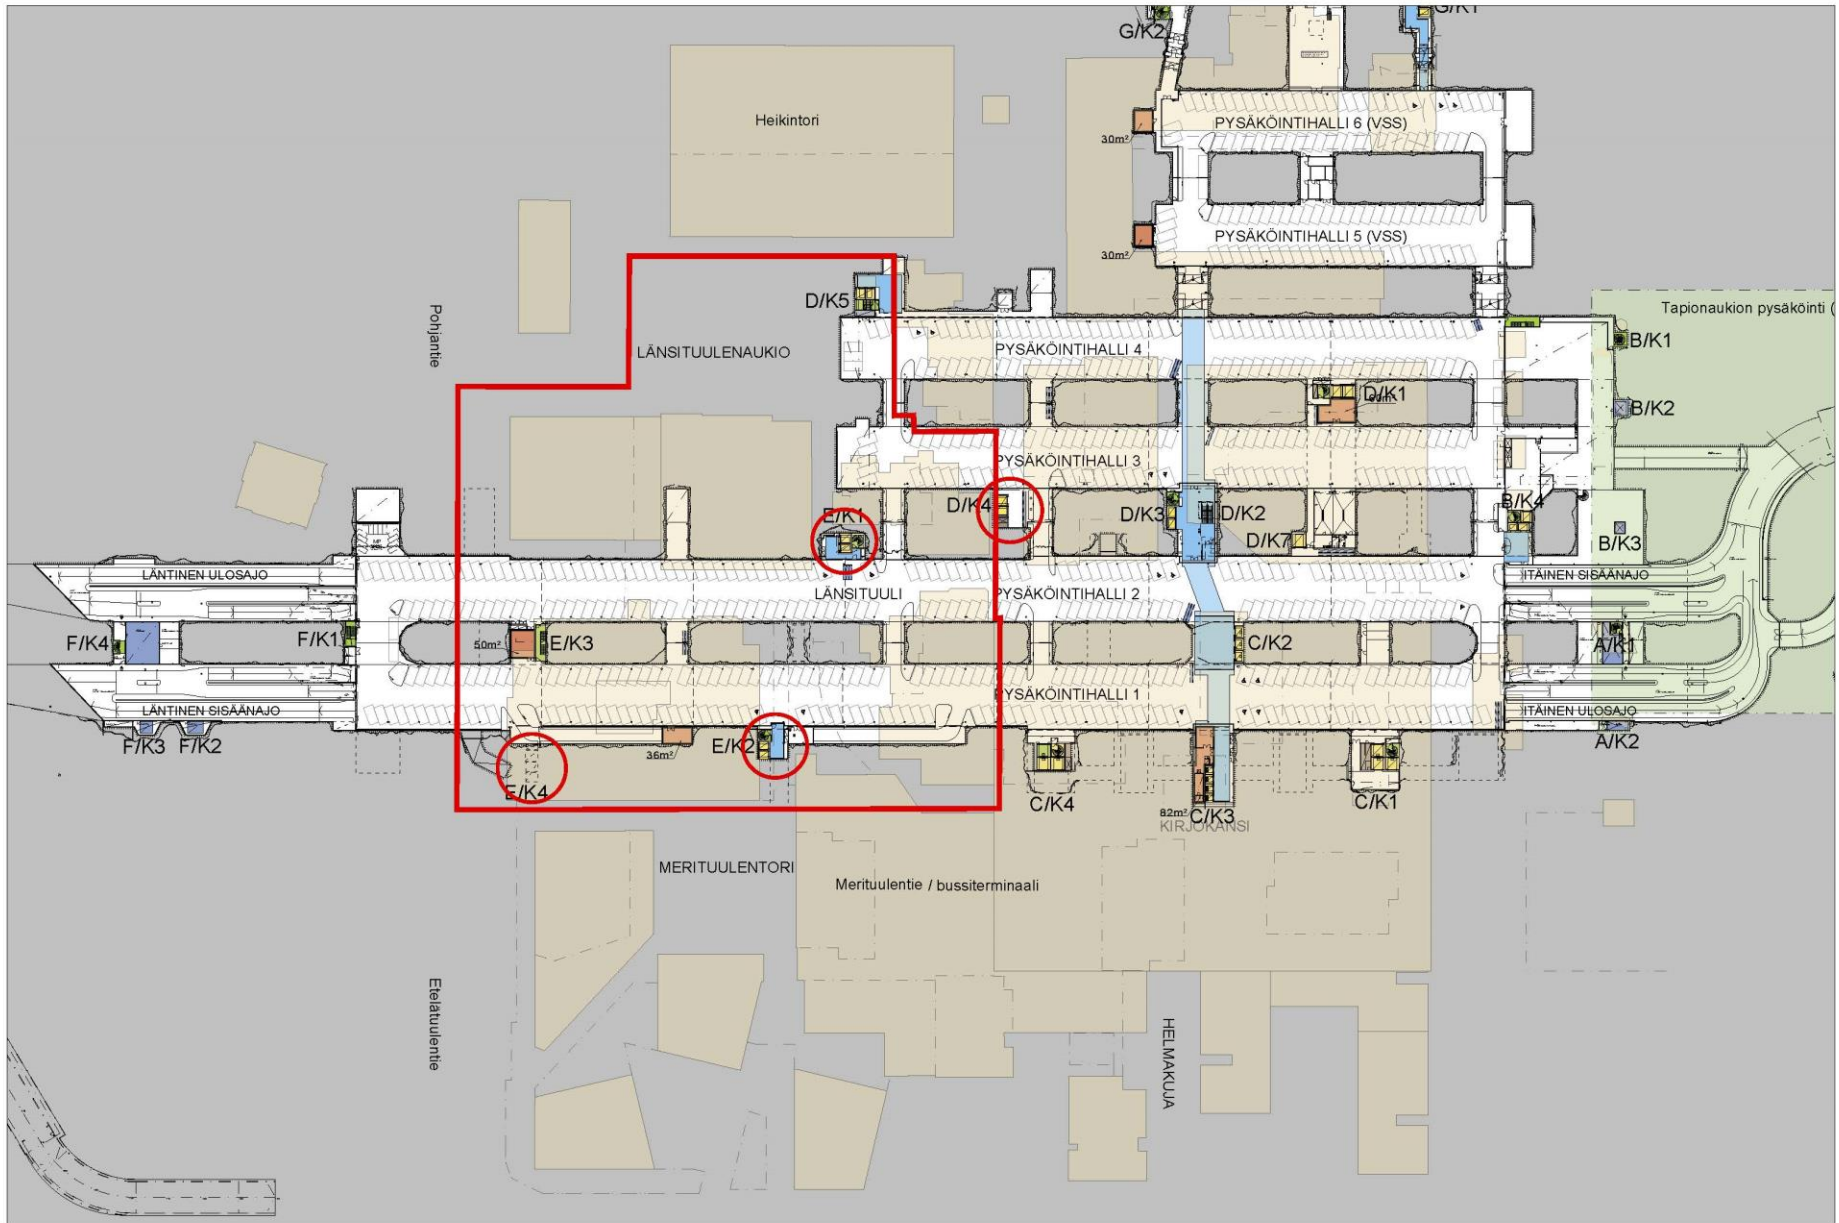 G/K2
G/K1
Heikintori
PYSÄKÖINTIHALLI 6 (VSS)
30m²
PYSÄKÖINTIHALLI 5 (VSS)
30m²
D/K5
Tapionaukion pysäköinti (
Pohjantie
LÄNSITUULENAUKIO
PYSÄKÖINTIHALLI 4
B/K1
D/K1
B/K2
PYSÄKÖINTIHALLI 3
D/K4
E/K1
D/K3
D/K2
B/K4
D/K7
B/K3
LÄNTINEN ULOSAJO
LÄNSITUULI
PYSÄKÖINTIHALLI 2
ITÄINEN SISÄÄNAJO
F/K4
F/K1
50m²
E/K3
C/K2
A/K1
PYSÄKÖINTIHALLI 1
LÄNTINEN SISÄÄNAJO
ITÄINEN ULOSAJO
F/K3
F/K2
E/K2
36m²
A/K2
E/K4
C/K4
C/K3
C/K1
82m²
KIRJOKANSI
MERITUULENTORI
Merituulentie / bussiterminaali
Etelätuulentie
HELMAKUJA